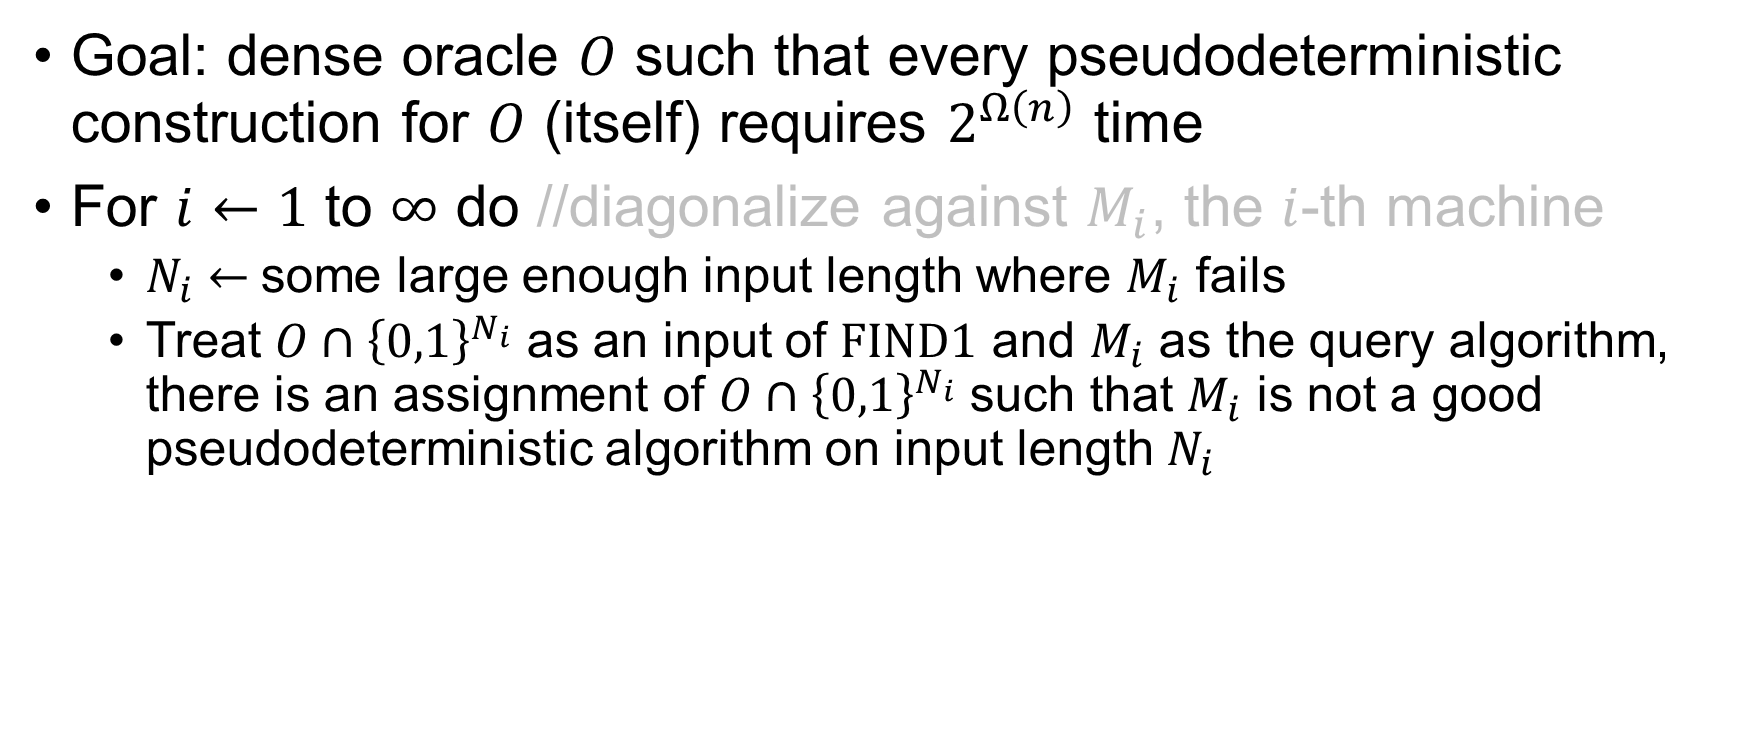 • Goal: dense oracle 𝑂 such that every pseudodeterministic
construction for 𝑂 (itself) requires 2^{Ω(𝑛)} time
• For 𝑖 ← 1 to ∞ do //diagonalize against 𝑀_𝑖, the 𝑖-th machine
• 𝑁_𝑖 ← some large enough input length where 𝑀_𝑖 fails
• Treat 𝑂 ∩ {0,1}^{𝑁_𝑖} as an input of FIND1 and 𝑀_𝑖 as the query algorithm,
there is an assignment of 𝑂 ∩ {0,1}^{𝑁_𝑖} such that 𝑀_𝑖 is not a good
pseudodeterministic algorithm on input length 𝑁_𝑖